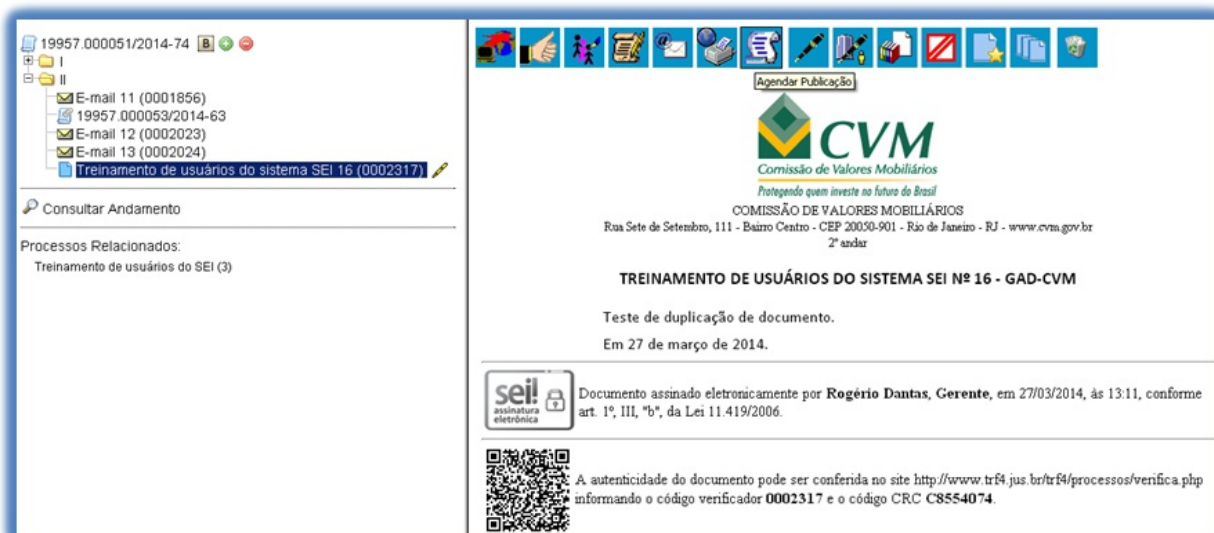 19957.000051/2014-74 B
I
II
E-mail 11 (0001856)
19957.000053/2014-63
E-mail 12 (0002023)
E-mail 13 (0002024)
Treinamento de usuários do sistema SEI 16 (0002317)
Consultar Andamento
Processos Relacionados:
Treinamento de usuários do SEI (3)
Agendar Publicação
CVM
Comissão de Valores Mobiliários
Protegendo quem investe no futuro do Brasil
COMISSÃO DE VALORES MOBILIÁRIOS
Rua Sete de Setembro, 111 - Bairro Centro - CEP 20050-901 - Rio de Janeiro - RJ - www.cvm.gov.br
2º andar
TREINAMENTO DE USUÁRIOS DO SISTEMA SEI Nº 16 - GAD-CVM
Teste de duplicação de documento.
Em 27 de março de 2014.
sei!
assinatura
eletrônica
Documento assinado eletronicamente por Rogério Dantas, Gerente, em 27/03/2014, às 13:11, conforme
art. 1º, III, "b", da Lei 11.419/2006.
A autenticidade do documento pode ser conferida no site http://www.trf4.jus.br/trf4/processos/verifica.php
informando o código verificador 0002317 e o código CRC C8554074.